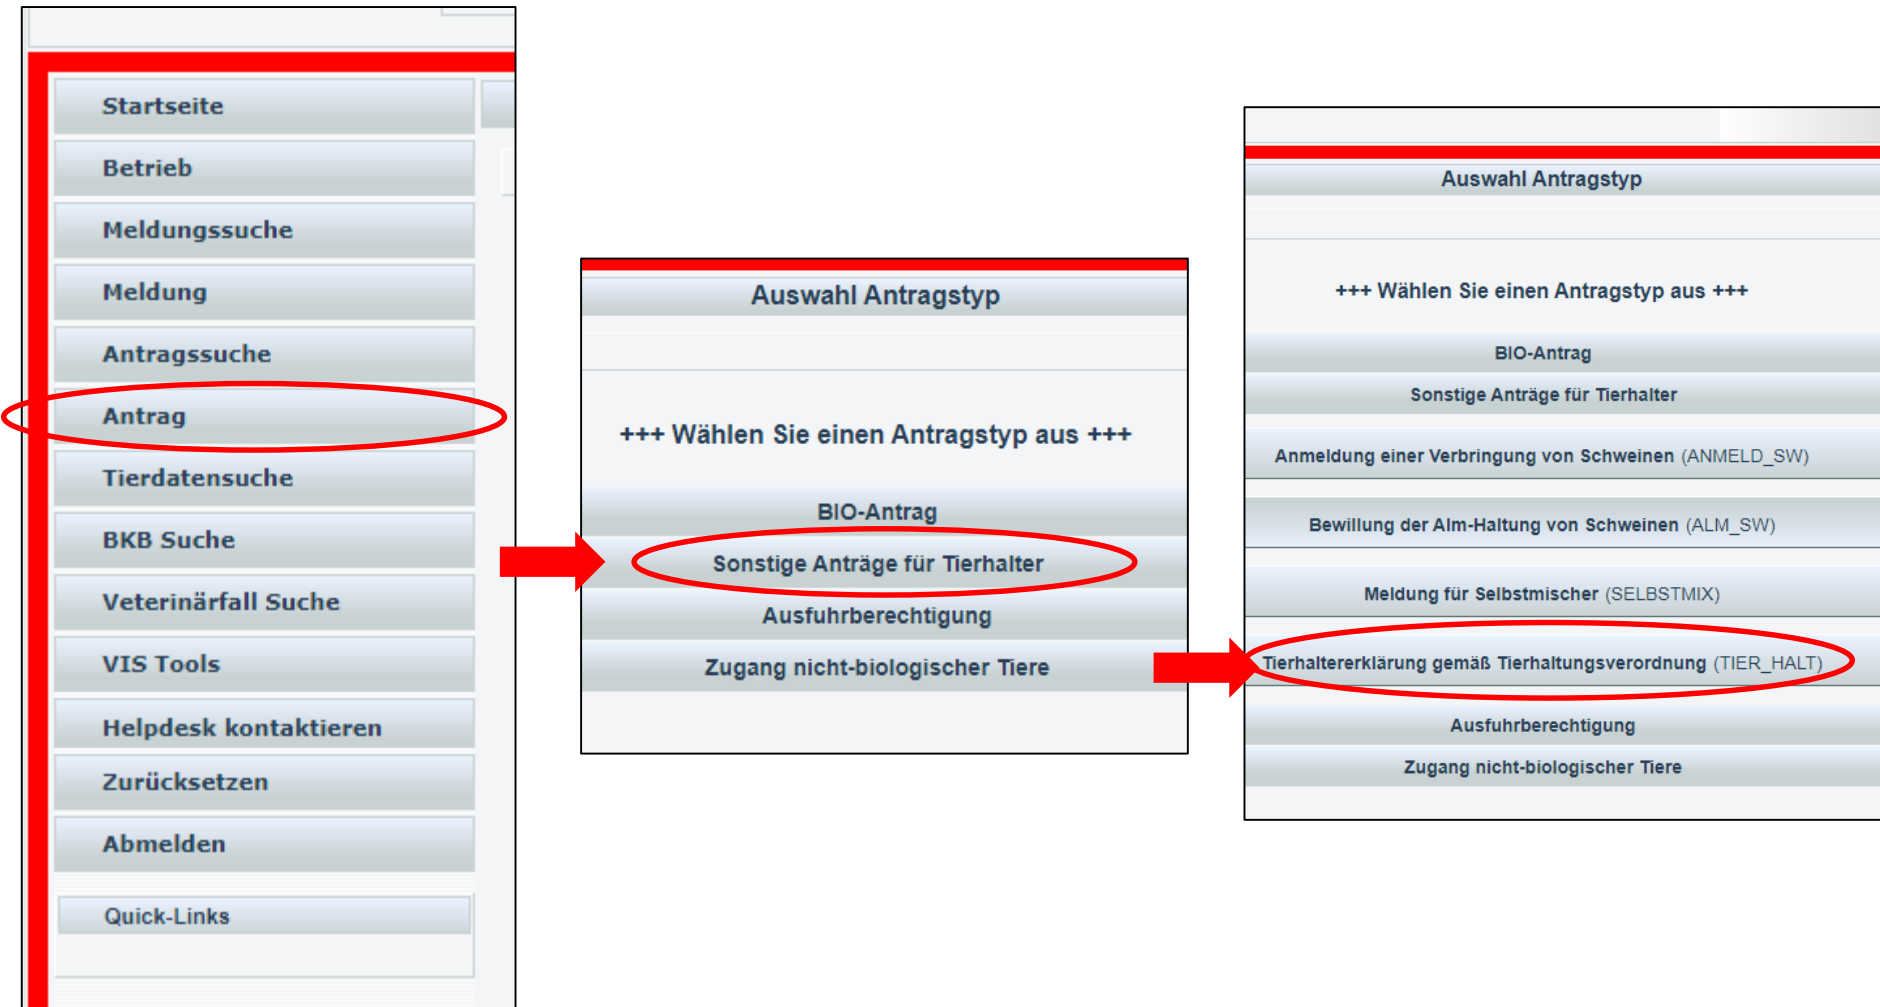 Startseite
Betrieb
Meldungssuche
Meldung
Antragssuche
Antrag
Tierdatensuche
BKB Suche
Veterinärfall Suche
VIS Tools
Helpdesk kontaktieren
Zurücksetzen
Abmelden
Quick-Links
Auswahl Antragstyp
+++ Wählen Sie einen Antragstyp aus +++
BIO-Antrag
Sonstige Anträge für Tierhalter
Ausfuhrberechtigung
Zugang nicht-biologischer Tiere
Auswahl Antragstyp
+++ Wählen Sie einen Antragstyp aus +++
BIO-Antrag
Sonstige Anträge für Tierhalter
Anmeldung einer Verbringung von Schweinen (ANMELD_SW)
Bewillung der Alm-Haltung von Schweinen (ALM_SW)
Meldung für Selbstmischer (SELBSTMIX)
Tierhaltererklärung gemäß Tierhaltungsverordnung (TIER_HALT)
Ausfuhrberechtigung
Zugang nicht-biologischer Tiere